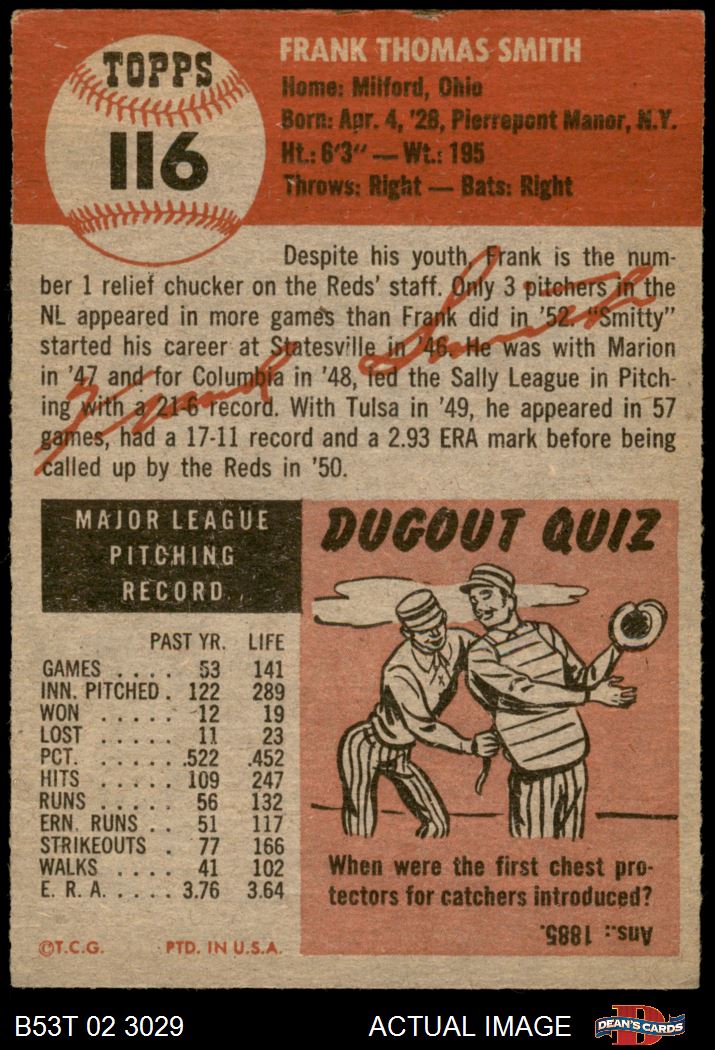 TOPPS
116
FRANK THOMAS SMITH
Home: Milford, Ohio
Born: Apr. 4, '28, Pierrepont Manor, N.Y.
Ht.: 6'3" — Wt.: 195
Throws: Right — Bats: Right
Despite his youth, Frank is the num-
ber 1 relief chucker on the Reds' staff. Only 3 pitchers in the
NL appeared in more games than Frank did in '52. "Smitty"
started his career at Statesville in '46. He was with Marion
in '47 and for Columbia in '48, led the Sally League in Pitch-
ing with a 21-6 record. With Tulsa in '49, he appeared in 57
games, had a 17-11 record and a 2.93 ERA mark before being
called up by the Reds in '50.
Frank Smith
MAJOR LEAGUE
PITCHING
RECORD
PAST YR. LIFE
GAMES .... 53 141
INN. PITCHED . 122 289
WON ..... 12 19
LOST ..... 11 23
PCT. ..... .522 .452
HITS ..... 109 247
RUNS ..... 56 132
ERN. RUNS .. 51 117
STRIKEOUTS . 77 166
WALKS .... 41 102
E. R. A. .... 3.76 3.64
©T.C.G. PTD. IN U.S.A.
DUGOUT QUIZ
When were the first chest pro-
tectors for catchers introduced?
Ans.: 1885.
B53T 02 3029 ACTUAL IMAGE DEAN'S CARDS